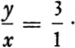 y/x = 3/1 .